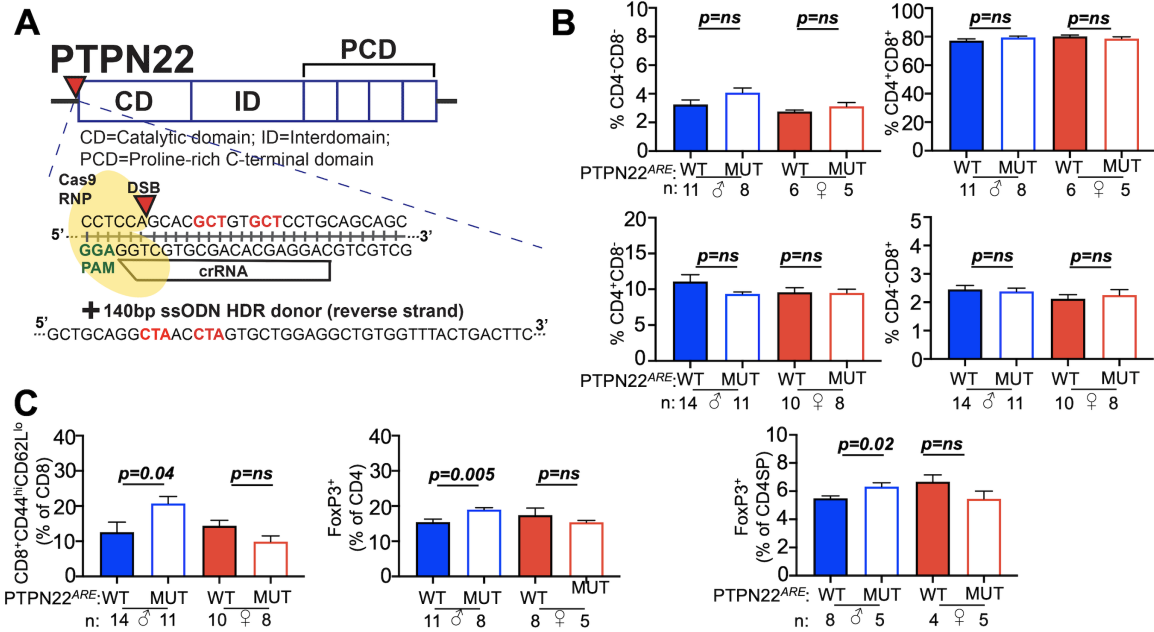 A
PTPN22
PCD
CD
ID
CD=Catalytic domain; ID=Interdomain;
PCD=Proline-rich C-terminal domain
Cas9
RNP
DSB
CCTCCAGCACGCTGTGCTCCTGCAGCAGC
5'
3'
GGAGGTCGTGCGACACGAGGACGTCGTCG
PAM
crRNA
+140bp ssODN HDR donor (reverse strand)
5'
3'
GCTGCAGGCTAACCTAGTGCTGGAGGCTGTGGTTTACTGACTTC
B
% CD4-CD8-
10
8
6
4
2
0
p=ns
p=ns
PTPN22ARE:
WT
MUT
WT
MUT
n:
11
♂
8
6
♀
5
% CD4+CD8+
100
80
60
40
20
0
p=ns
p=ns
WT
MUT
WT
MUT
11
♂
8
6
♀
5
% CD4+CD8-
20
15
10
5
0
p=ns
p=ns
PTPN22ARE:
WT
MUT
WT
MUT
n:
14
♂
11
10
♀
8
% CD4-CD8+
5
4
3
2
1
0
p=ns
p=ns
WT
MUT
WT
MUT
14
♂
11
10
♀
8
C
CD8+CD44hiCD62Llo
(% of CD8)
40
30
20
10
0
p=0.04
p=ns
PTPN22ARE:
WT
MUT
WT
MUT
n:
14
♂
11
10
♀
8
FoxP3+
(% of CD4)
40
30
20
10
0
p=0.005
p=ns
WT
MUT
WT
MUT
11
♂
8
8
♀
5
FoxP3+
(% of CD4SP)
10
8
6
4
2
0
p=0.02
p=ns
PTPN22ARE:
WT
MUT
WT
MUT
n:
8
♂
5
4
♀
5